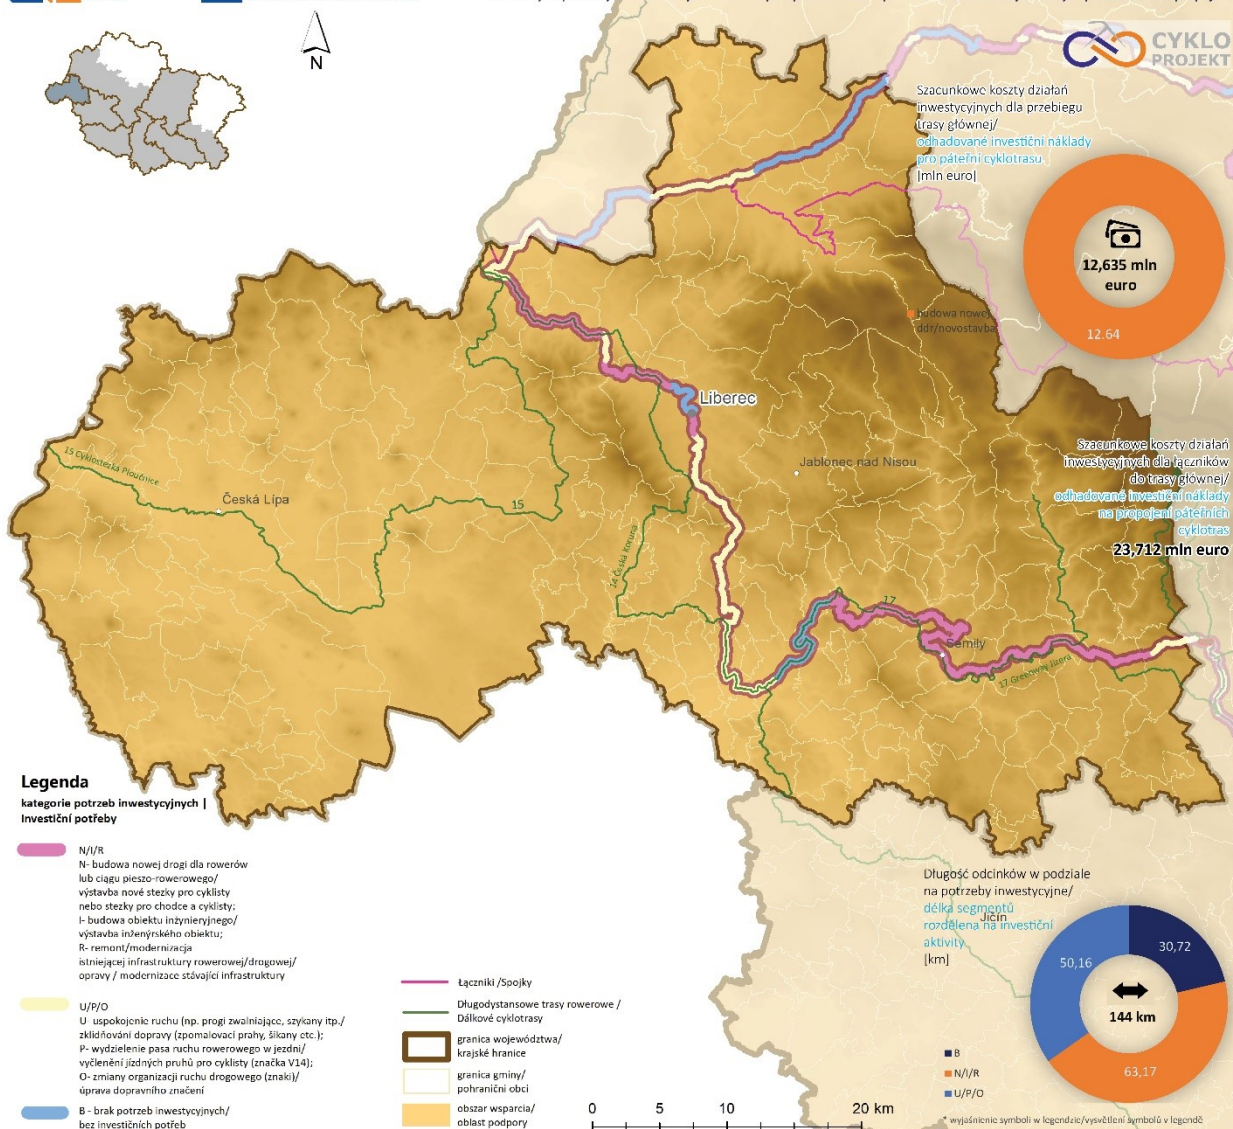 N
CYKLO
PROJEKT
Szacunkowe koszty działań
inwestycyjnych dla przebiegu
trasy głównej/
odhadované investiční náklady
pro páteřní cyklotrasu
[mln euro]
12,635 mln
euro
12.64
budowa nowej
ddr/novostavba
Liberec
Jablonec nad Nisou
Szacunkowe koszty działań
inwestycyjnych dla łączników
do trasy głównej/
odhadované investiční náklady
na propojení páteřních
cyklotras
23,712 mln euro
15 Cyklostezka Ploučnice
Česká Lípa
15
14 Česká Koruna
17
Semily
17 Greenway Jizera
Legenda
kategorie potrzeb inwestycyjnych |
Investiční potřeby
N/I/R
N- budowa nowej drogi dla rowerów
lub ciągu pieszo-rowerowego/
výstavba nové stezky pro cyklisty
nebo stezky pro chodce a cyklisty;
I- budowa obiektu inżynieryjnego/
výstavba inženýrského objektu;
R- remont/modernizacja
istniejącej infrastruktury rowerowej/drogowej/
opravy / modernizace stávající infrastruktury
U/P/O
U- uspokojenie ruchu (np. progi zwalniające, szykany itp./
zklidňování dopravy (zpomalovací prahy, šikany etc.);
P- wydzielenie pasa ruchu rowerowego w jezdni/
vyčlenění jízdných pruhů pro cyklisty (značka V14);
O- zmiany organizacji ruchu drogowego (znaki)/
úprava dopravního značení
B - brak potrzeb inwestycyjnych/
bez investičních potřeb
Łączniki /Spojky
Długodystansowe trasy rowerowe /
Dálkové cyklotrasy
granica województwa/
krajské hranice
granica gminy/
pohraniční obcí
obszar wsparcia/
oblast podpory
0 5 10 20 km
Długość odcinków w podziale
na potrzeby inwestycyjne/
délka segmentů
rozdělena na investiční
aktivity
[km]
Jičín
30,72
50,16
144 km
63,17
B
N/I/R
U/P/O
* wyjaśnienie symboli w legendzie/vysvětlení symbolů v legendě